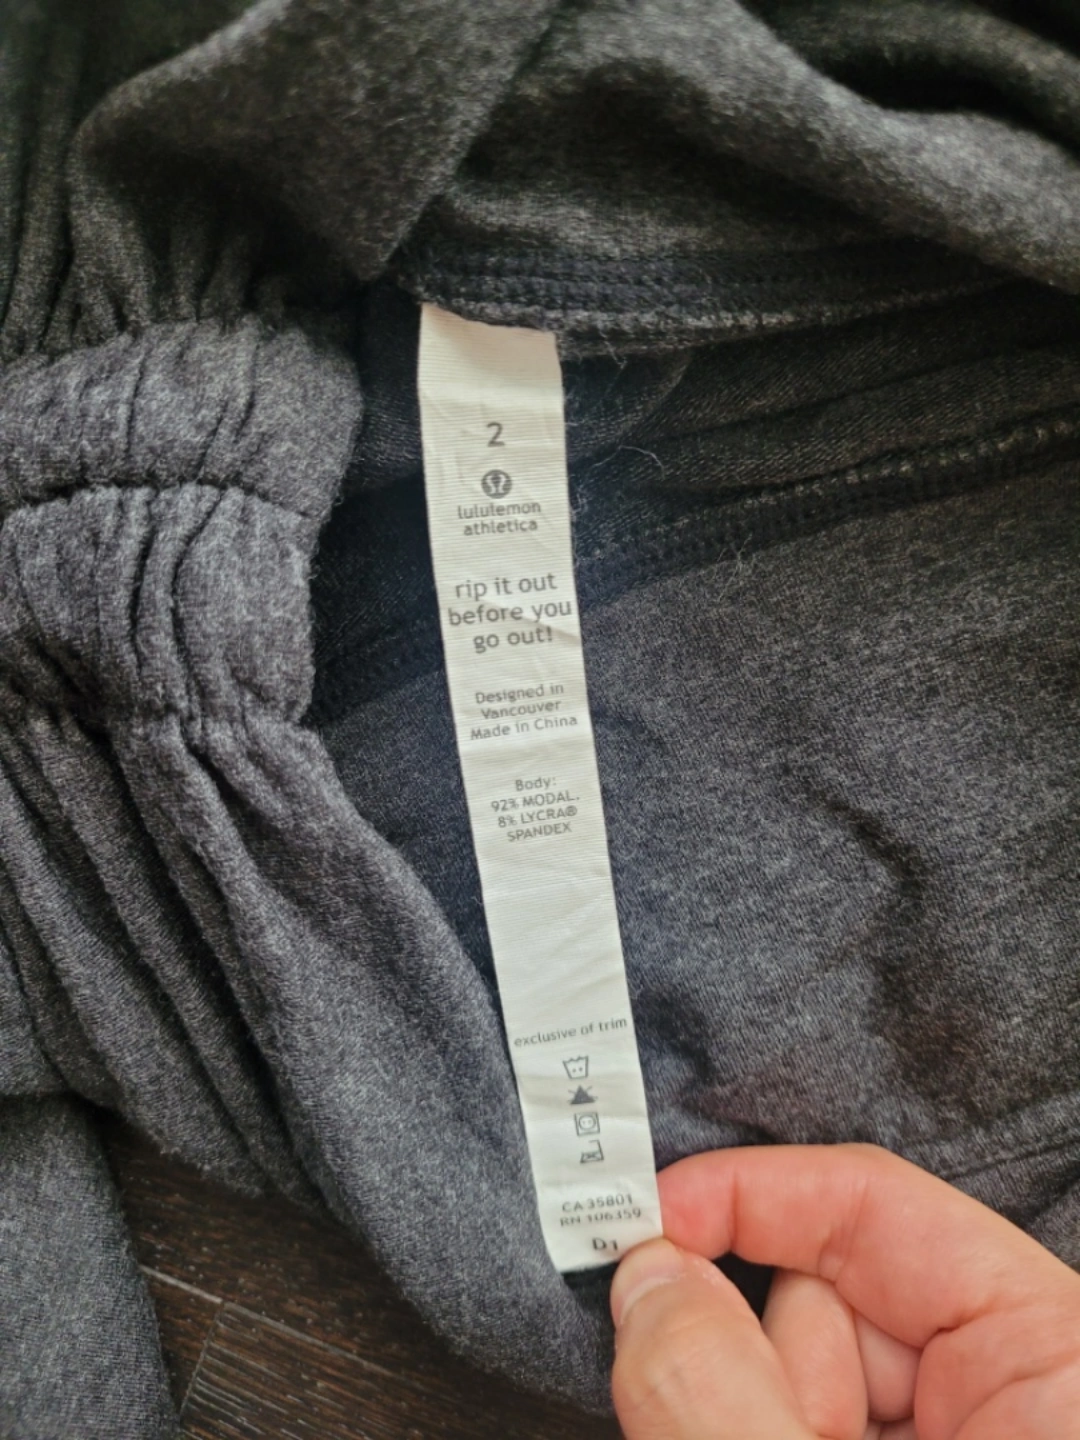 2
lululemon
athletica
rip it out
before you
go out!
Designed in
Vancouver
Made in China
Body:
92% MODAL.
8% LYCRA®
SPANDEX
exclusive of trim
CA 35801
RN 106359
D1